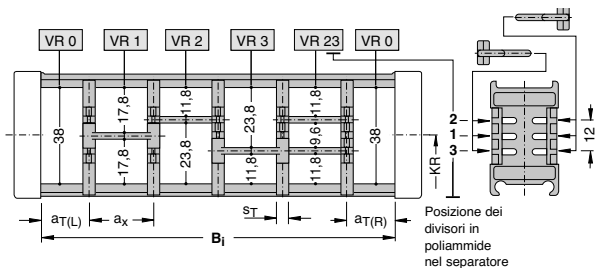 VR 0 VR 1 VR 2 VR 3 VR 23 VR 0
38 17,8 17,8 11,8 23,8 23,8 11,8 11,8 9,6 11,8 38
KR
2
1
3
12
aT(L) ax sT aT(R)
Bi
Posizione dei
divisori in
poliammide
nel separatore